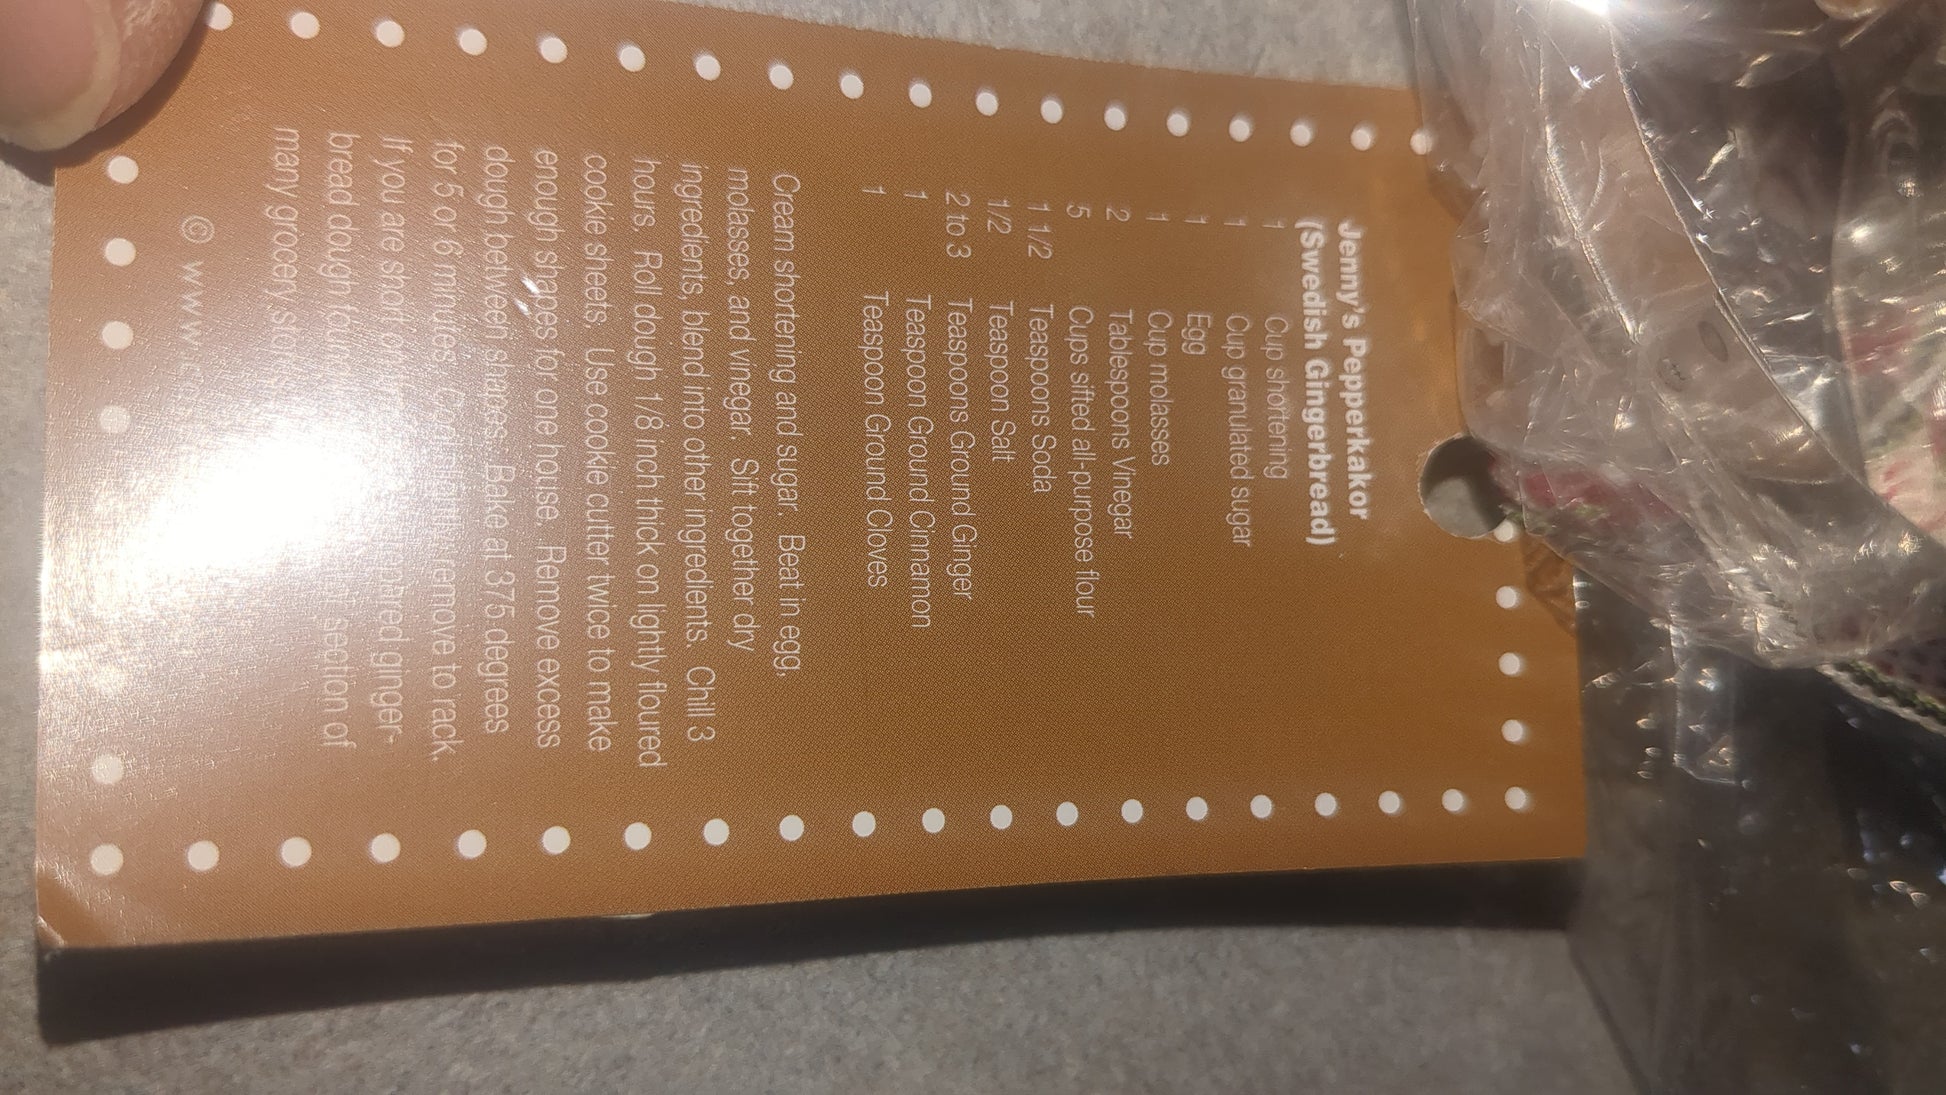 Jenny's Pepperkakor
(Swedish Gingerbread)
1 Cup shortening
1 Cup granulated sugar
1 Egg
1 Cup molasses
2 Tablespoons Vinegar
5 Cups sifted all-purpose flour
1 1/2 Teaspoons Soda
1/2 Teaspoon Salt
2 to 3 Teaspoons Ground Ginger
1 Teaspoon Ground Cinnamon
1 Teaspoon Ground Cloves
Cream shortening and sugar. Beat in egg,
molasses, and vinegar. Sift together dry
ingredients, blend into other ingredients. Chill 3
hours. Roll dough 1/8 inch thick on lightly floured
cookie sheets. Use cookie cutter twice to make
enough shapes for one house. Remove excess
dough between shapes. Bake at 375 degrees
for 5 or 6 minutes. remove to rack.
If you are short ginger-
bread dough section of
many grocery
© www.